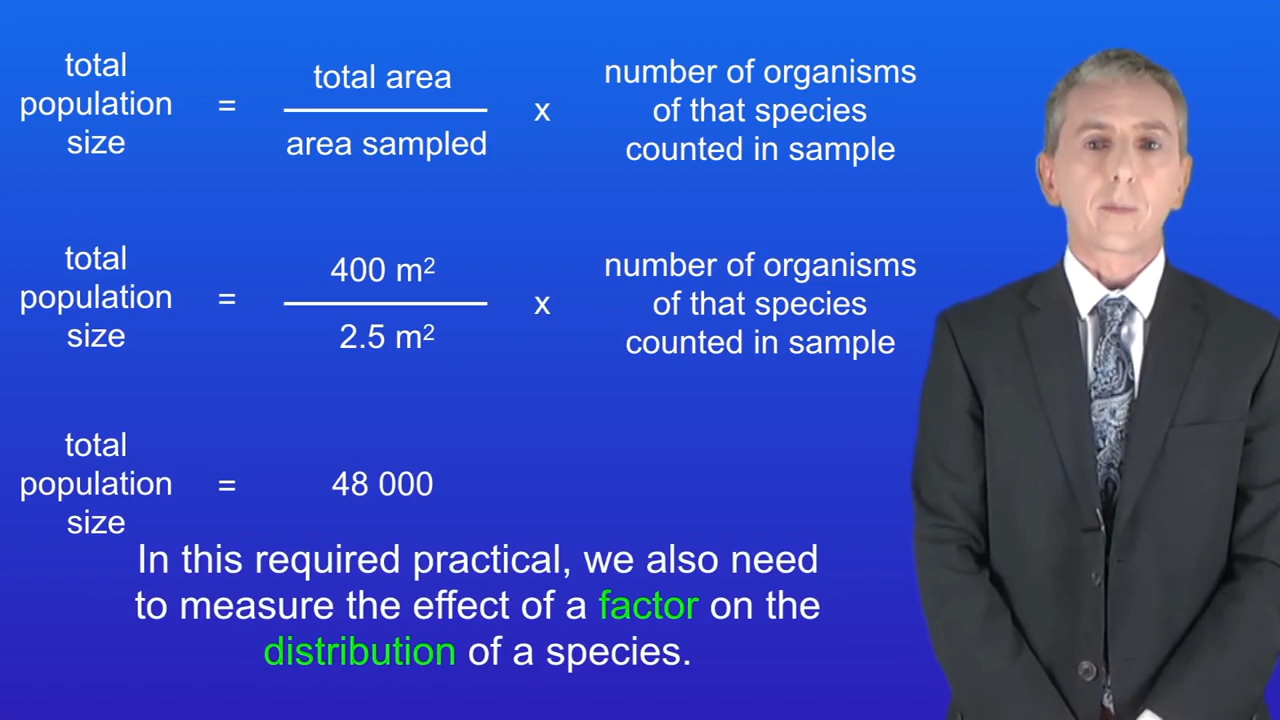 total
population
size
=
total area
area sampled
x
number of organisms
of that species
counted in sample
total
population
size
=
400 m²
2.5 m²
x
number of organisms
of that species
counted in sample
total
population
size
=
48 000
In this required practical, we also need
to measure the effect of a factor on the
distribution of a species.